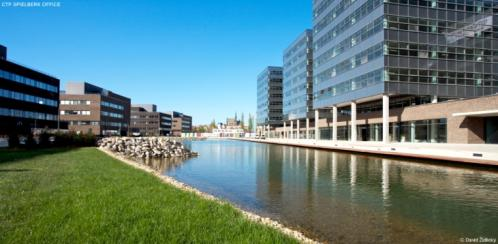 CTP SPIELBERK OFFICE
© David Židlický